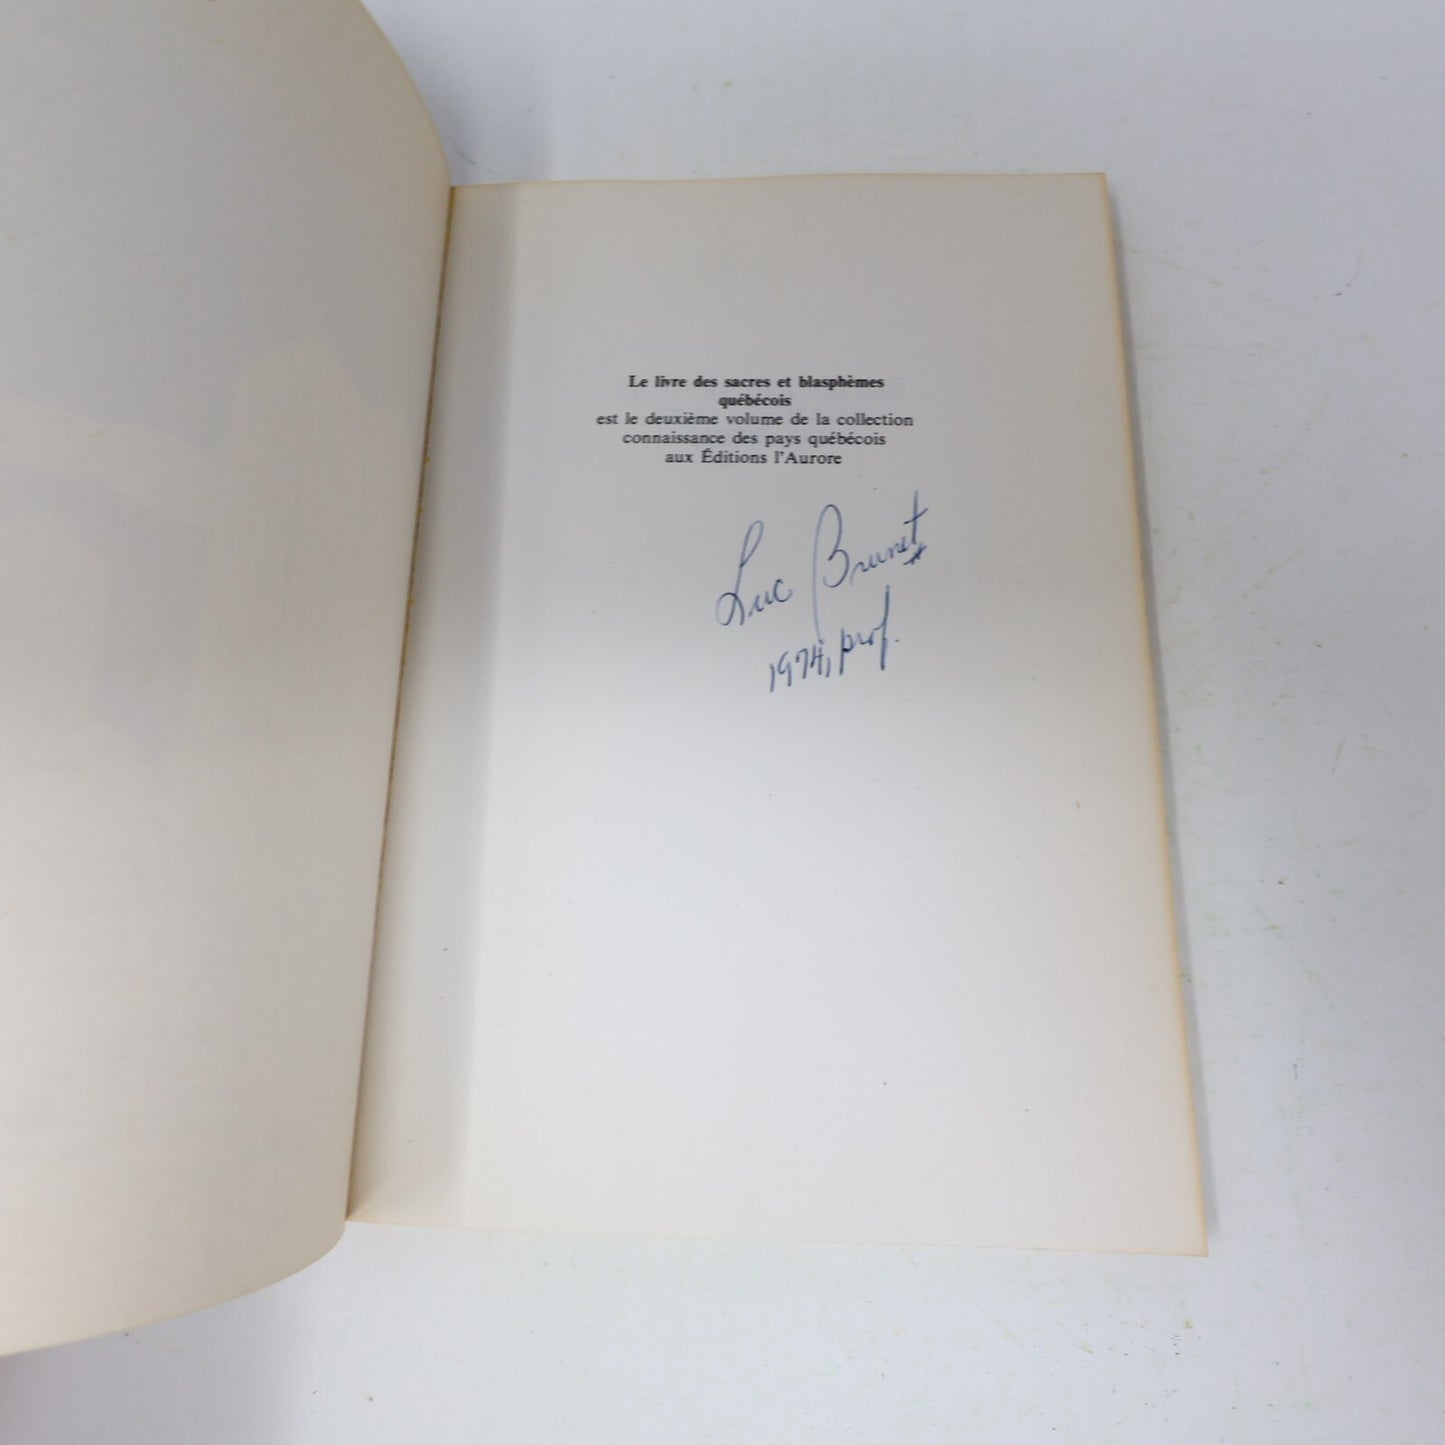 Le livre des sacres et blasphèmes
québécois
est le deuxième volume de la collection
connaissance des pays québécois
aux Éditions l'Aurore
Luc Brunet
1974, prof.